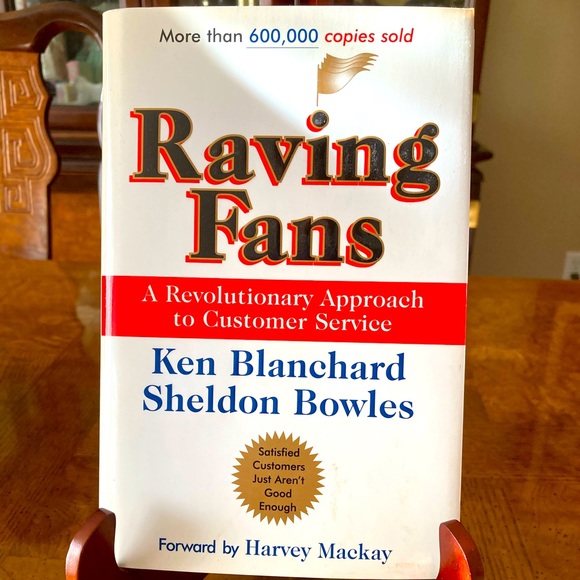 More than 600,000 copies sold
Raving
Fans
A Revolutionary Approach
to Customer Service
Ken Blanchard
Sheldon Bowles
Satisfied
Customers
Just Aren't
Good
Enough
Forward by Harvey Mackay